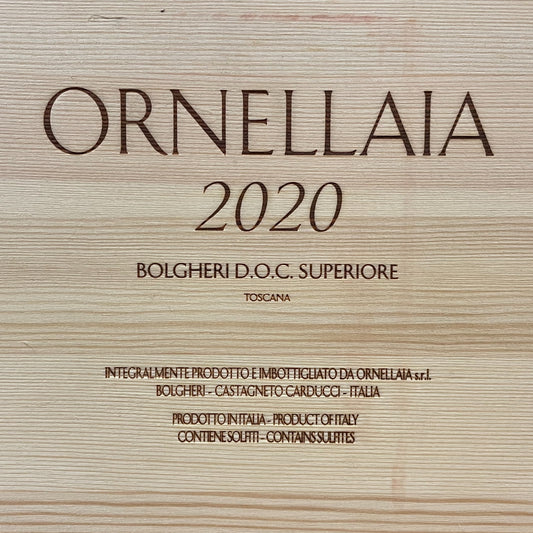 ORNELLAIA
2020
BOLGHERI D.O.C. SUPERIORE
TOSCANA
INTEGRALMENTE PRODOTTO E IMBOTTIGLIATO DA ORNELLAIA s.r.l.
BOLGHERI - CASTAGNETO CARDUCCI - ITALIA
PRODOTTO IN ITALIA - PRODUCT OF ITALY
CONTIENE SOLFITI - CONTAINS SULFITES